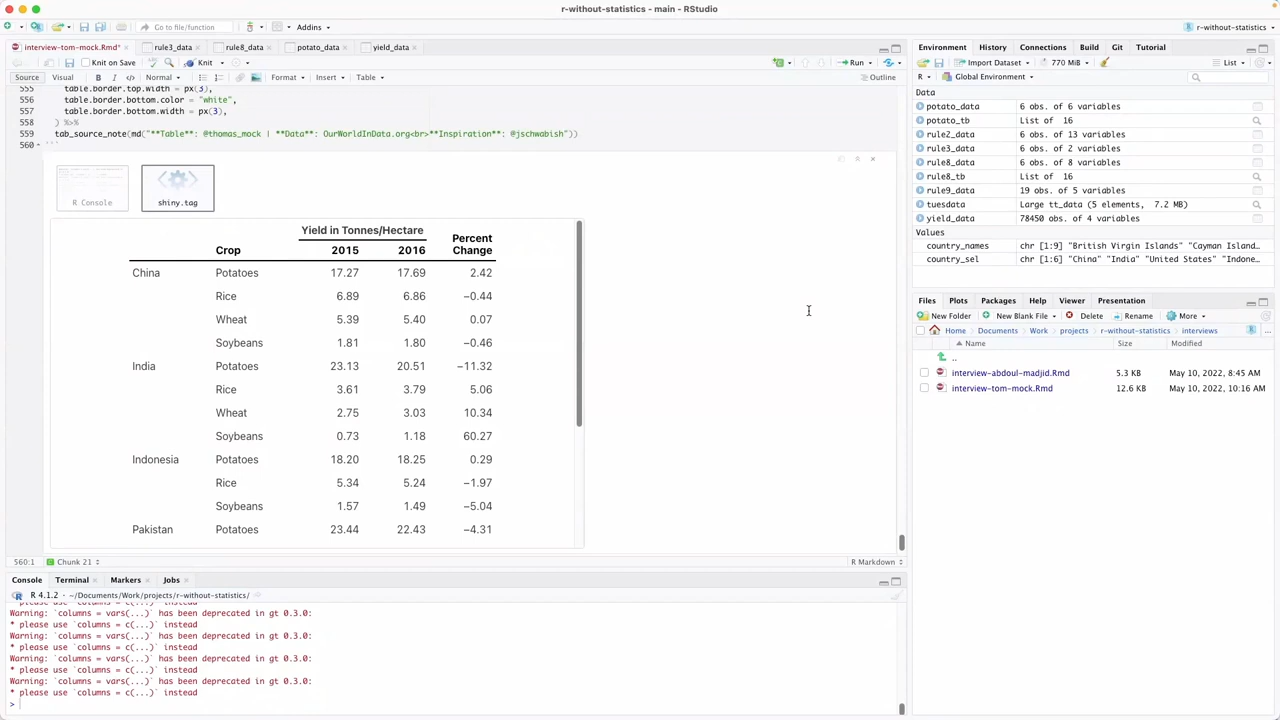 r-without-statistics - main - RStudio
Go to file/function
Addins
r-without-statistics
interview-tom-mock.Rmd*
rule3_data
rule8_data
potato_data
yield_data
Knit on Save
Knit
Normal
Format
Insert
Table
Run
Source
Visual
Outline
555 table.border.top.width = px(3),
556 table.border.bottom.color = "white",
557 table.border.bottom.width = px(3),
558 ) %>%
559 tab_source_note(md("**Table**: @thomas_mock | **Data**: OurWorldInData.org<br>**Inspiration**: @jschwabish"))
560 ```
R Console
shiny.tag
Yield in Tonnes/Hectare
Crop 2015 2016 Percent Change
China Potatoes 17.27 17.69 2.42
Rice 6.89 6.86 −0.44
Wheat 5.39 5.40 0.07
Soybeans 1.81 1.80 −0.46
India Potatoes 23.13 20.51 −11.32
Rice 3.61 3.79 5.06
Wheat 2.75 3.03 10.34
Soybeans 0.73 1.18 60.27
Indonesia Potatoes 18.20 18.25 0.29
Rice 5.34 5.24 −1.97
Soybeans 1.57 1.49 −5.04
Pakistan Potatoes 23.44 22.43 −4.31
560:1 Chunk 21
R Markdown
Console Terminal Markers Jobs
R 4.1.2 · ~/Documents/Work/projects/r-without-statistics/
* please use `columns = c(...)` instead
Warning: `columns = vars(...)` has been deprecated in gt 0.3.0:
* please use `columns = c(...)` instead
Warning: `columns = vars(...)` has been deprecated in gt 0.3.0:
* please use `columns = c(...)` instead
Warning: `columns = vars(...)` has been deprecated in gt 0.3.0:
* please use `columns = c(...)` instead
Warning: `columns = vars(...)` has been deprecated in gt 0.3.0:
* please use `columns = c(...)` instead
>
Environment History Connections Build Git Tutorial
Import Dataset 770 MiB List
R Global Environment
Data
potato_data 6 obs. of 6 variables
potato_tb List of 16
rule2_data 6 obs. of 13 variables
rule3_data 6 obs. of 2 variables
rule8_data 6 obs. of 8 variables
rule8_tb List of 16
rule9_data 19 obs. of 5 variables
tuesdata Large tt_data (5 elements, 7.2 MB)
yield_data 78450 obs. of 4 variables
Values
country_names chr [1:9] "British Virgin Islands" "Cayman Island…
country_sel chr [1:6] "China" "India" "United States" "Indone…
Files Plots Packages Help Viewer Presentation
New Folder New Blank File Delete Rename More
Home Documents Work projects r-without-statistics interviews ...
Name Size Modified
..
interview-abdoul-madjid.Rmd 5.3 KB May 10, 2022, 8:45 AM
interview-tom-mock.Rmd 12.6 KB May 10, 2022, 10:16 AM